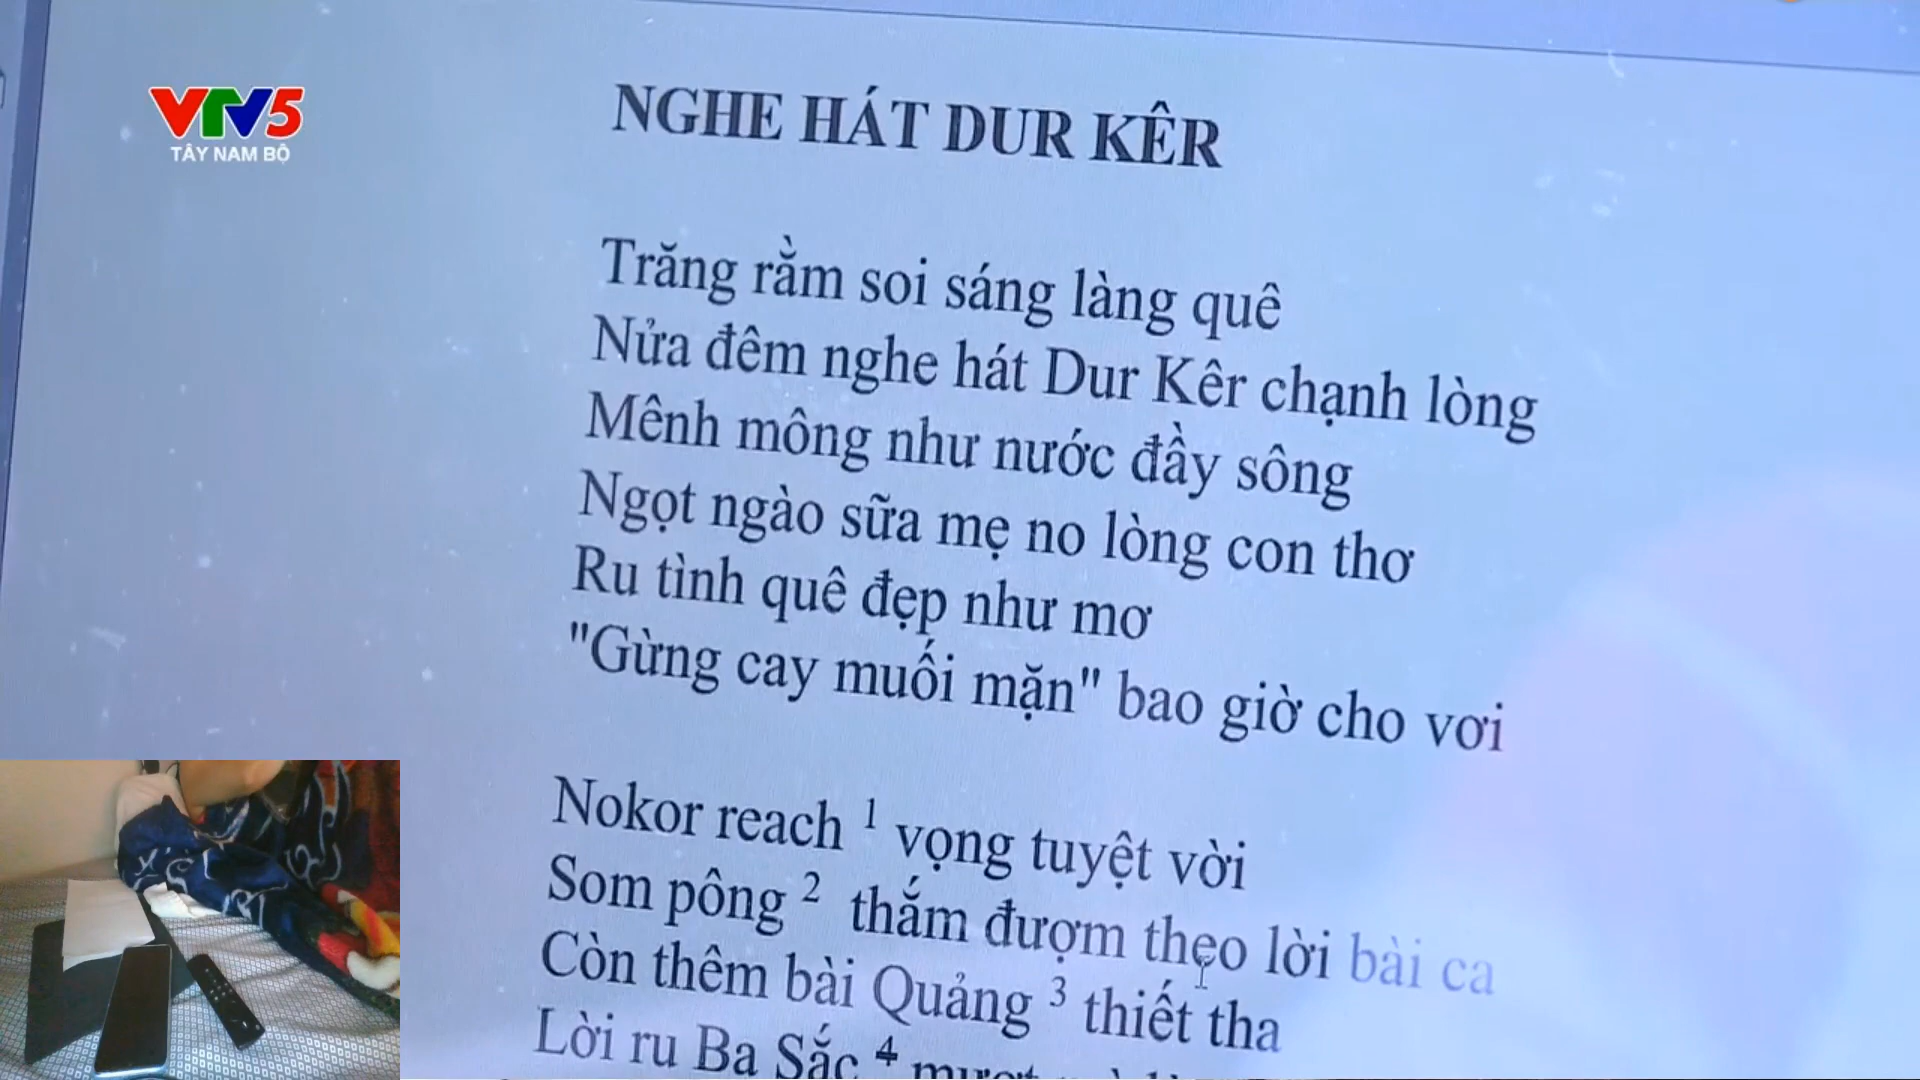 VTV5
TÂY NAM BỘ
NGHE HÁT DUR KÊR
Trăng rằm soi sáng làng quê
Nửa đêm nghe hát Dur Kêr chạnh lòng
Mênh mông như nước đầy sông
Ngọt ngào sữa mẹ no lòng con thơ
Ru tình quê đẹp như mơ
"Gừng cay muối mặn" bao giờ cho vơi
Nokor reach 1 vọng tuyệt vời
Som pông 2 thắm đượm theo lời bài ca
Còn thêm bài Quảng 3 thiết tha
Lời ru Ba Sắc 4